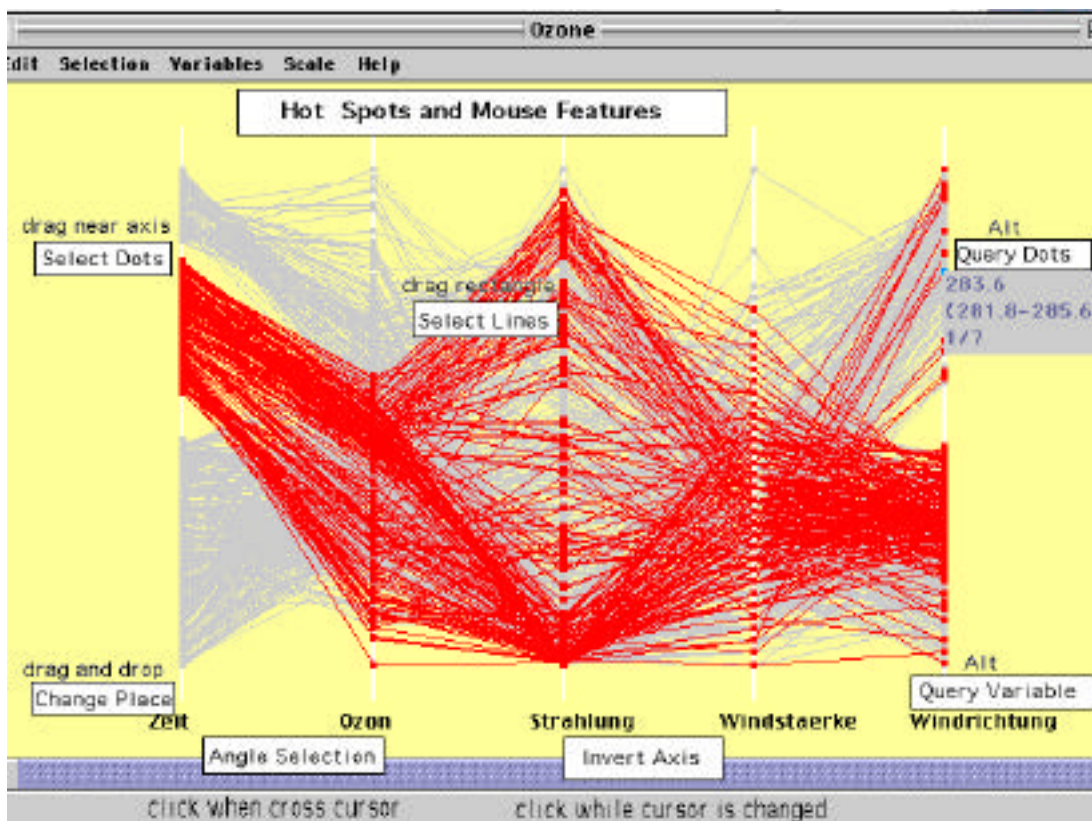 Ozone
Edit Selection Variables Scale Help
Hot Spots and Mouse Features
drag near axis
Select Dots
Alt
Query Dots
283.6
(281.8-285.6
1/7
drag rectangle
Select Lines
drag and drop
Change Place
Alt
Query Variable
Zeit Ozon Strahlung Windstaerke Windrichtung
Angle Selection
Invert Axis
click when cross cursor
click while cursor is changed